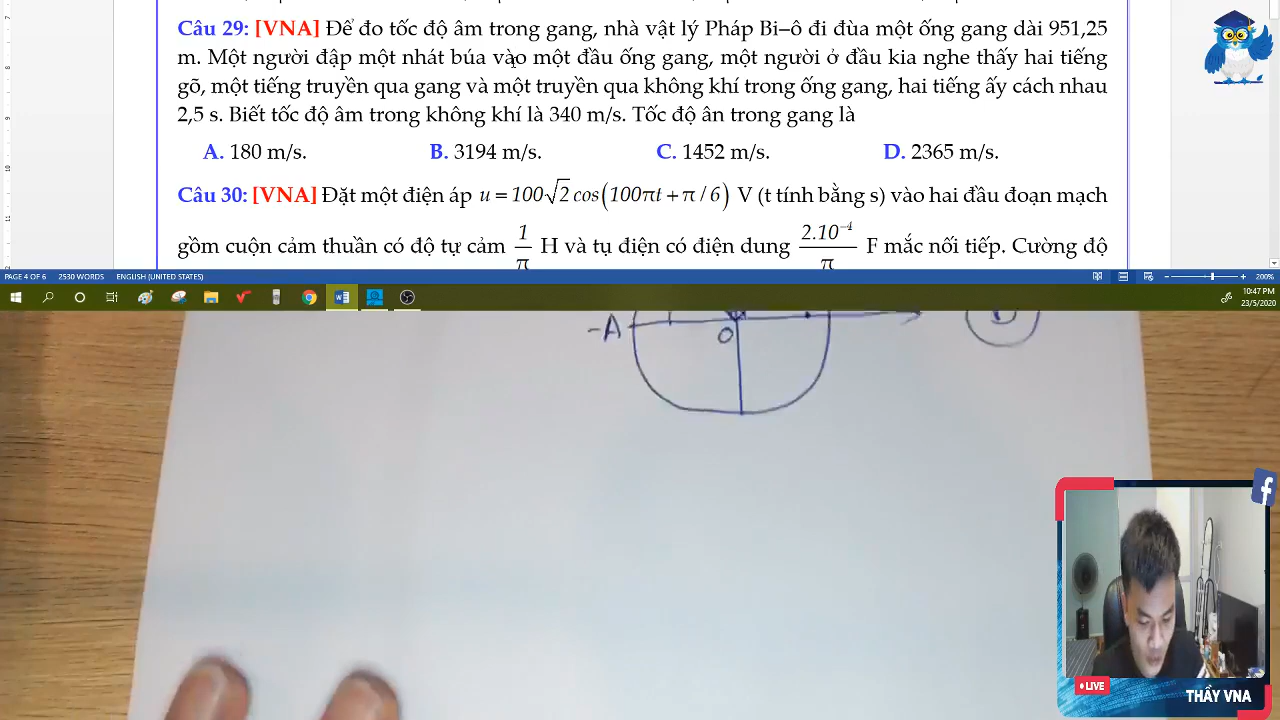 Câu 29: [VNA] Để đo tốc độ âm trong gang, nhà vật lý Pháp Bi–ô đi đùa một ống gang dài 951,25
m. Một người đập một nhát búa vào một đầu ống gang, một người ở đầu kia nghe thấy hai tiếng
gõ, một tiếng truyền qua gang và một truyền qua không khí trong ống gang, hai tiếng ấy cách nhau
2,5 s. Biết tốc độ âm trong không khí là 340 m/s. Tốc độ ân trong gang là
A. 180 m/s. B. 3194 m/s. C. 1452 m/s. D. 2365 m/s.
Câu 30: [VNA] Đặt một điện áp u = 100√2 cos(100πt + π / 6) V (t tính bằng s) vào hai đầu đoạn mạch
gồm cuộn cảm thuần có độ tự cảm 1/π H và tụ điện có điện dung 2.10⁻⁴/π F mắc nối tiếp. Cường độ
PAGE 4 OF 6 2530 WORDS ENGLISH (UNITED STATES) 200%
10:47 PM
23/5/2020
-A
O
LIVE
THẦY VNA